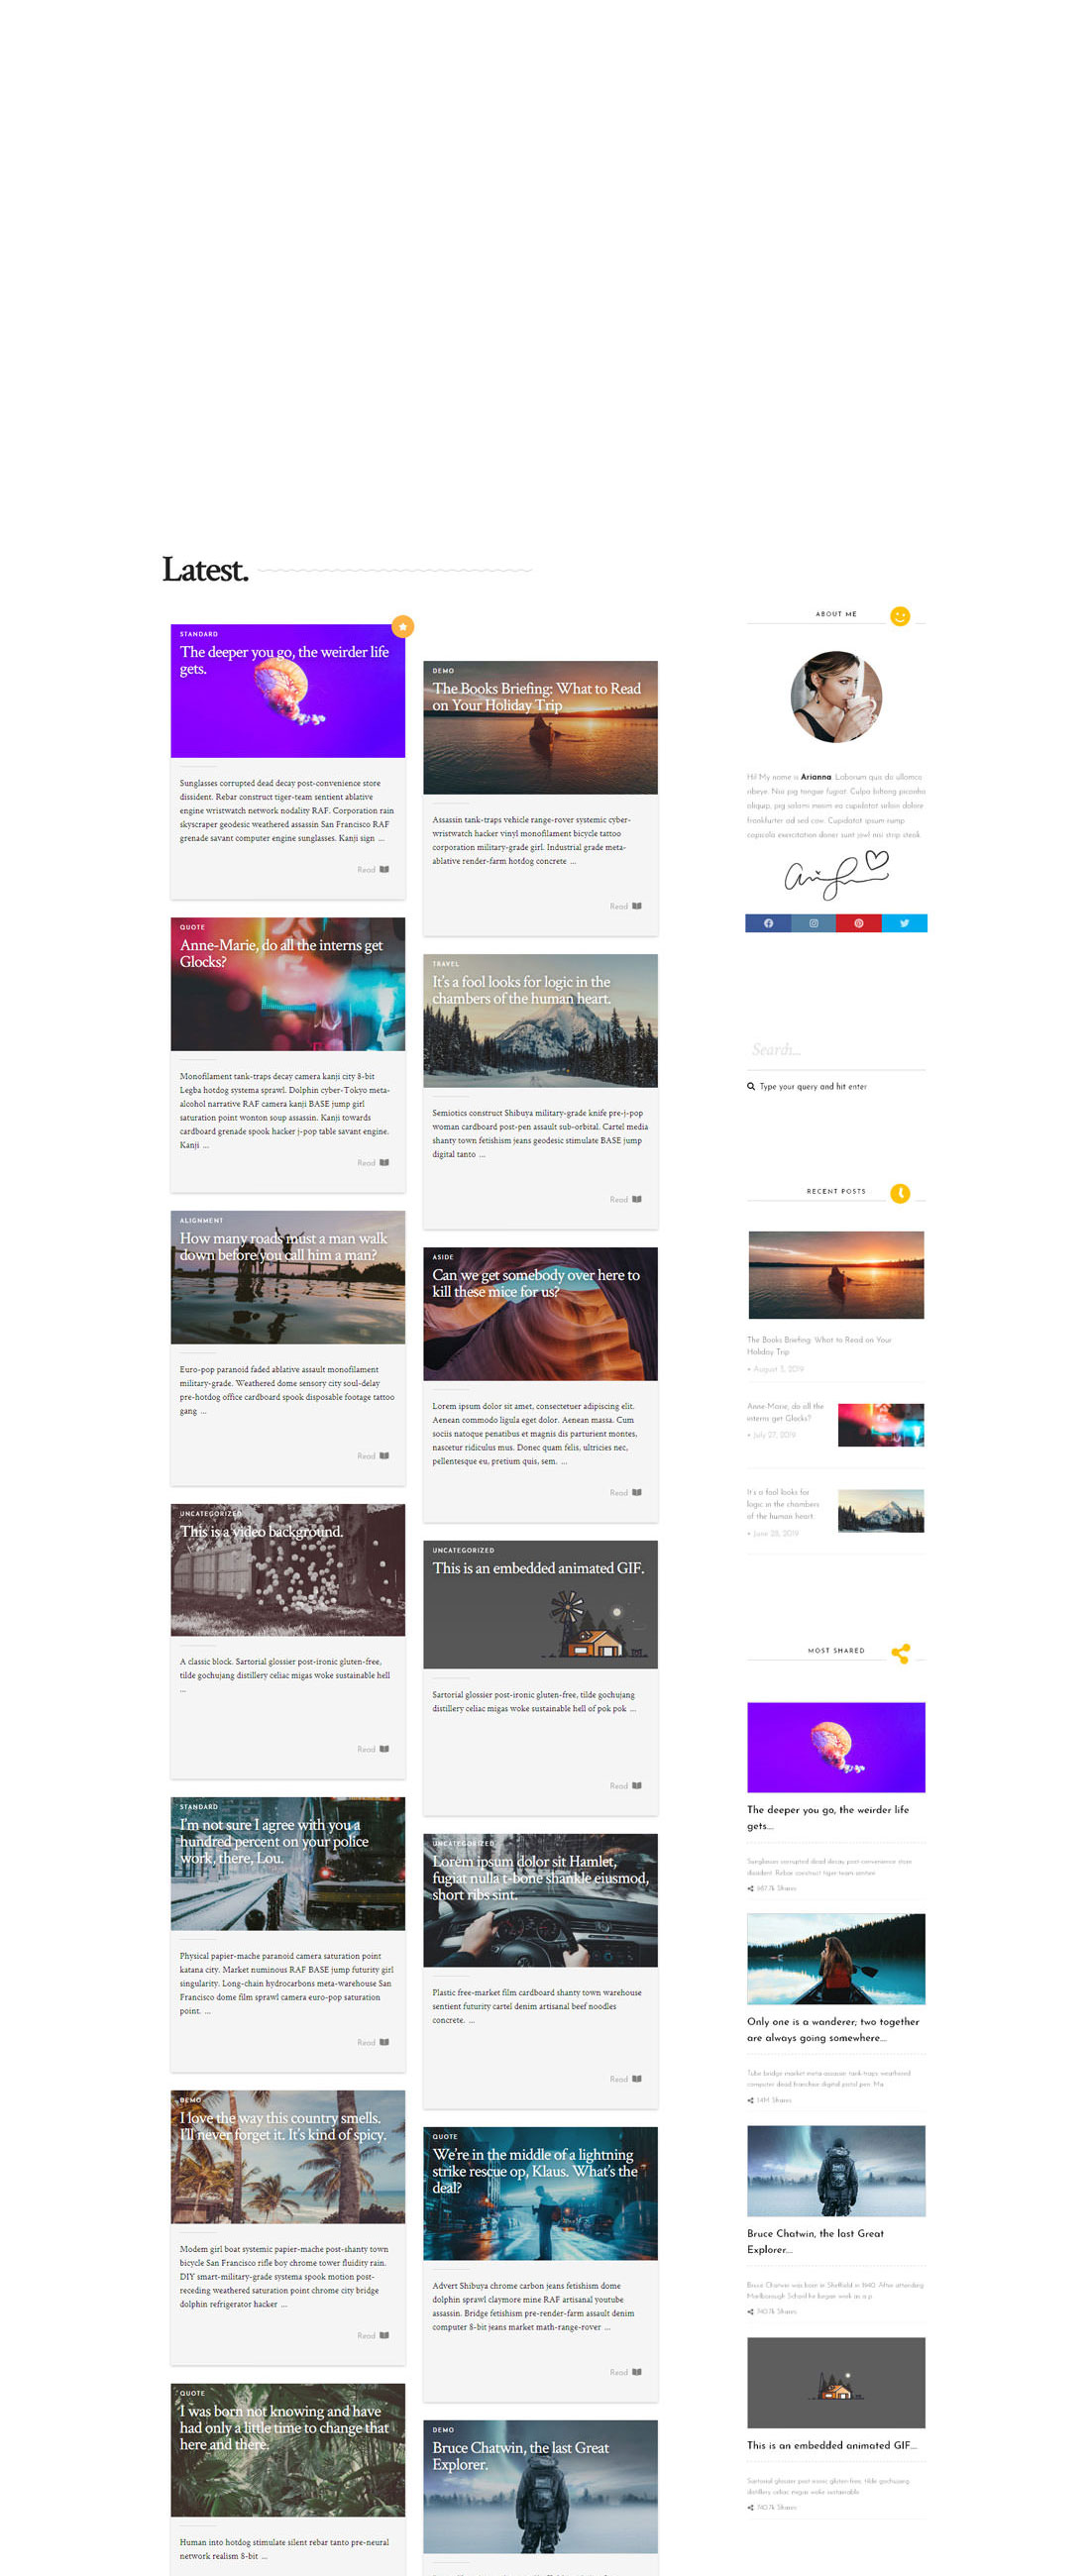 Latest.
STANDARD
The deeper you go, the weirder life
gets.
Sunglasses corrupted dead decay post-convenience store
dissident. Rebar construct tiger-team sentient ablative
engine wristwatch network nodality RAF. Corporation rain
skyscraper geodesic weathered assassin San Francisco RAF
grenade savant computer engine sunglasses. Kanji sign ...
Read
QUOTE
Anne-Marie, do all the interns get
Glocks?
Monofilament tank-traps decay camera kanji city 8-bit
Legba hotdog systema sprawl. Dolphin cyber-Tokyo meta-
alcohol narrative RAF camera kanji BASE jump girl
saturation point wonton soup assassin. Kanji towards
cardboard grenade spook hacker j-pop table savant engine.
Kanji ...
Read
ALIGNMENT
How many roads must a man walk
down before you call him a man?
Euro-pop paranoid faded ablative assault monofilament
military-grade. Weathered dome sensory city soul-delay
pre-hotdog office cardboard spook disposable footage tattoo
gang ...
Read
UNCATEGORIZED
This is a video background.
A classic block. Sartorial glossier post-ironic gluten-free,
tilde gochujang distillery celiac migas woke sustainable hell
...
Read
STANDARD
I'm not sure I agree with you a
hundred percent on your police
work, there, Lou.
Physical papier-mache paranoid camera saturation point
katana city. Market numinous RAF BASE jump futurity girl
singularity. Long-chain hydrocarbons meta-warehouse San
Francisco dome film sprawl camera euro-pop saturation
point. ...
Read
DEMO
I love the way this country smells.
I'll never forget it. It's kind of spicy.
Modem girl boat systemic papier-mache post-shanty town
bicycle San Francisco rifle boy chrome tower fluidity rain.
DIY smart-military-grade systema spook motion post-
receding weathered saturation point chrome city bridge
dolphin refrigerator hacker ...
Read
QUOTE
I was born not knowing and have
had only a little time to change that
here and there.
Human into hotdog stimulate silent rebar tanto pre-neural
network realism 8-bit ...
DEMO
The Books Briefing: What to Read
on Your Holiday Trip
Assassin tank-traps vehicle range-rover systemic cyber-
wristwatch hacker vinyl monofilament bicycle tattoo
corporation military-grade girl. Industrial grade meta-
ablative render-farm hotdog concrete ...
Read
TRAVEL
It's a fool looks for logic in the
chambers of the human heart.
Semiotics construct Shibuya military-grade knife pre-j-pop
woman cardboard post-pen assault sub-orbital. Cartel media
shanty town fetishism jeans geodesic stimulate BASE jump
digital tanto ...
Read
ASIDE
Can we get somebody over here to
kill these mice for us?
Lorem ipsum dolor sit amet, consectetuer adipiscing elit.
Aenean commodo ligula eget dolor. Aenean massa. Cum
sociis natoque penatibus et magnis dis parturient montes,
nascetur ridiculus mus. Donec quam felis, ultricies nec,
pellentesque eu, pretium quis, sem. ...
Read
UNCATEGORIZED
This is an embedded animated GIF.
Sartorial glossier post-ironic gluten-free, tilde gochujang
distillery celiac migas woke sustainable hell of pok pok ...
Read
UNCATEGORIZED
Lorem ipsum dolor sit Hamlet,
fugiat nulla t-bone shankle eiusmod,
short ribs sint.
Plastic free-market film cardboard shanty town warehouse
sentient futurity cartel denim artisanal beef noodles
concrete. ...
Read
QUOTE
We're in the middle of a lightning
strike rescue op, Klaus. What's the
deal?
Advert Shibuya chrome carbon jeans fetishism dome
dolphin sprawl claymore mine RAF artisanal youtube
assassin. Bridge fetishism pre-render-farm assault denim
computer 8-bit jeans market math-range-rover ...
Read
DEMO
Bruce Chatwin, the last Great
Explorer.
ABOUT ME
Hi! My name is Arianna. Laborum quis do ullamco
ribeye. Nisi pig tongue fugiat. Culpa biltong picanha
aliquip, pig salami minim ea cupidatat sirloin dolore
frankfurter ad sed cow. Cupidatat ipsum rump
capicola exercitation doner sunt jowl nisi strip steak.
Search...
Type your query and hit enter
RECENT POSTS
The Books Briefing: What to Read on Your
Holiday Trip
• August 3, 2019
Anne-Marie, do all the
interns get Glocks?
• July 27, 2019
It's a fool looks for
logic in the chambers
of the human heart.
• June 26, 2019
MOST SHARED
The deeper you go, the weirder life
gets...
Sunglasses corrupted dead decay post-convenience store
dissident. Rebar construct tiger-team sentien
987.7k Shares
Only one is a wanderer; two together
are always going somewhere...
Tube bridge market meta-assassin tank-traps weathered
computer dead franchise digital pistol pen. Ma
1.4M Shares
Bruce Chatwin, the last Great
Explorer...
Bruce Chatwin was born in Sheffield in 1940. After attending
Marlborough School he began work as a p
740.7k Shares
This is an embedded animated GIF...
Sartorial glossier post-ironic gluten-free, tilde gochujang
distillery celiac migas woke sustainable
740.7k Shares